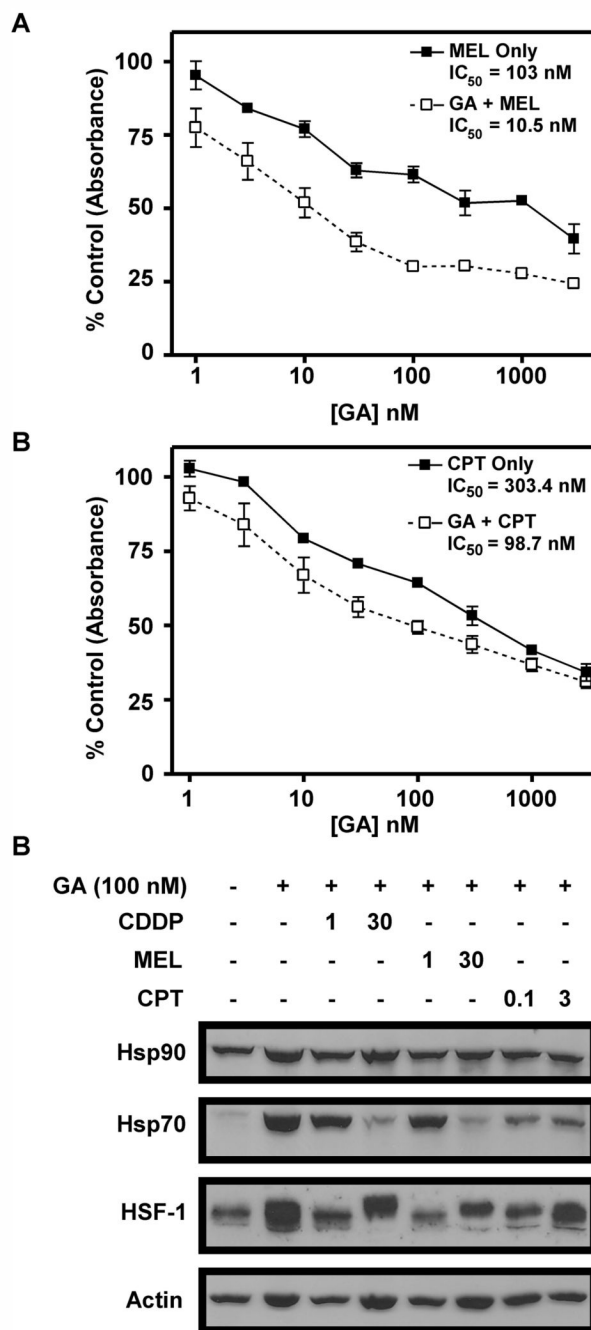 A
100
75
50
25
0
% Control (Absorbance)
MEL Only
IC50 = 103 nM
GA + MEL
IC50 = 10.5 nM
1 10 100 1000
[GA] nM
B
100
75
50
25
0
% Control (Absorbance)
CPT Only
IC50 = 303.4 nM
GA + CPT
IC50 = 98.7 nM
1 10 100 1000
[GA] nM
B
GA (100 nM) - + + + + + + +
CDDP - - 1 30 - - - -
MEL - - - - 1 30 - -
CPT - - - - - - 0.1 3
Hsp90
Hsp70
HSF-1
Actin